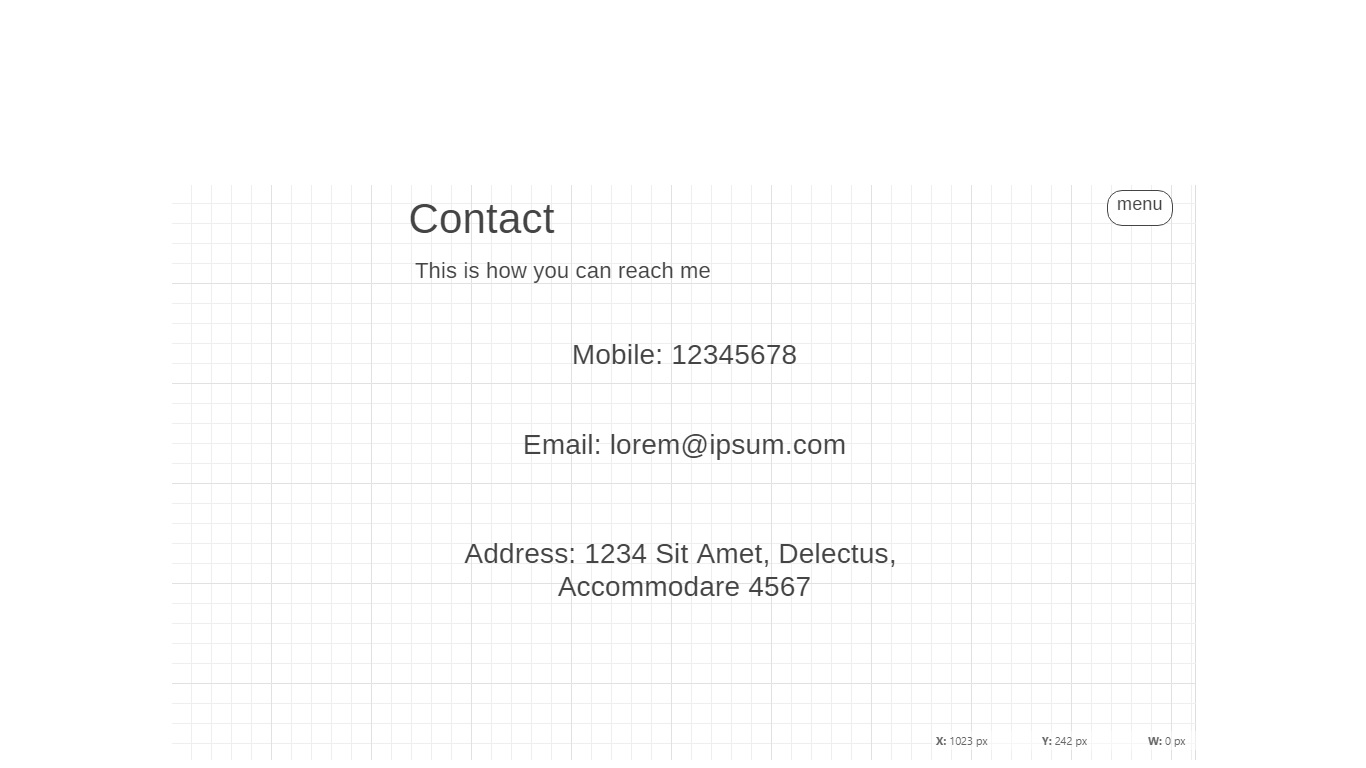 Contact
menu
This is how you can reach me
Mobile: 12345678
Email: lorem@ipsum.com
Address: 1234 Sit Amet, Delectus,
Accommodare 4567
X: 1023 px Y: 242 px W: 0 px